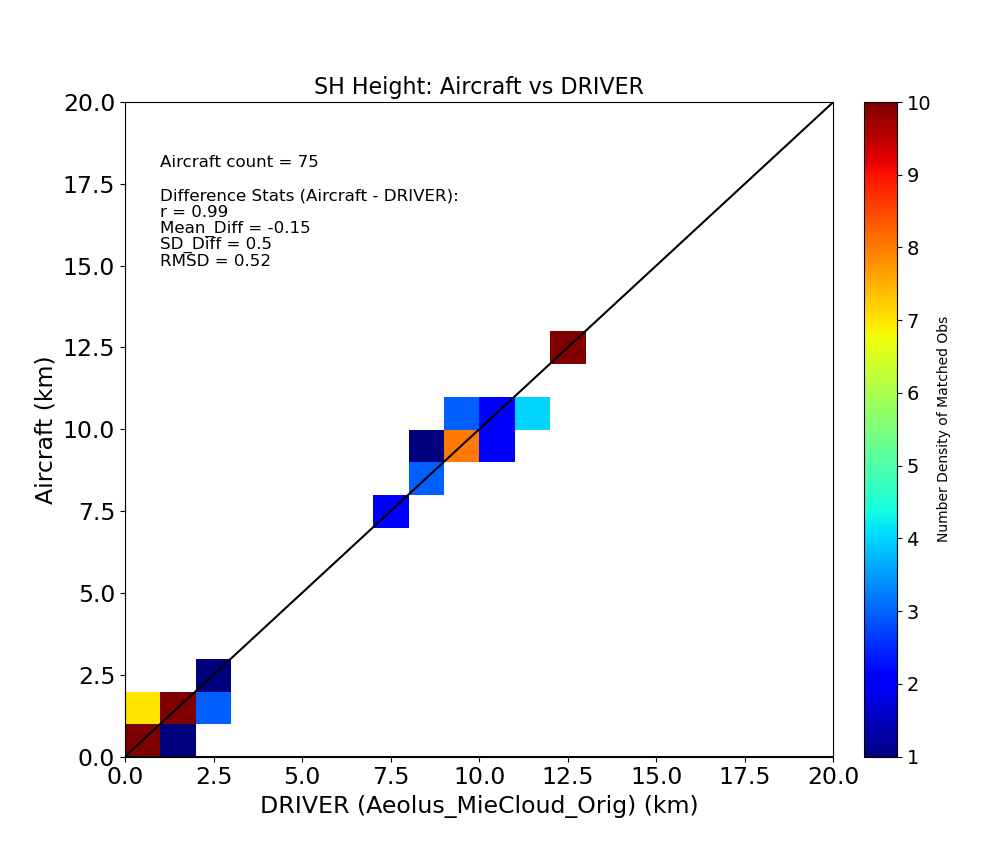 SH Height: Aircraft vs DRIVER
Aircraft count = 75
Difference Stats (Aircraft - DRIVER):
r = 0.99
Mean_Diff = -0.15
SD_Diff = 0.5
RMSD = 0.52
20.0
17.5
15.0
12.5
10.0
7.5
5.0
2.5
0.0
Aircraft (km)
0.0 2.5 5.0 7.5 10.0 12.5 15.0 17.5 20.0
DRIVER (Aeolus_MieCloud_Orig) (km)
10
9
8
7
6
5
4
3
2
1
Number Density of Matched Obs